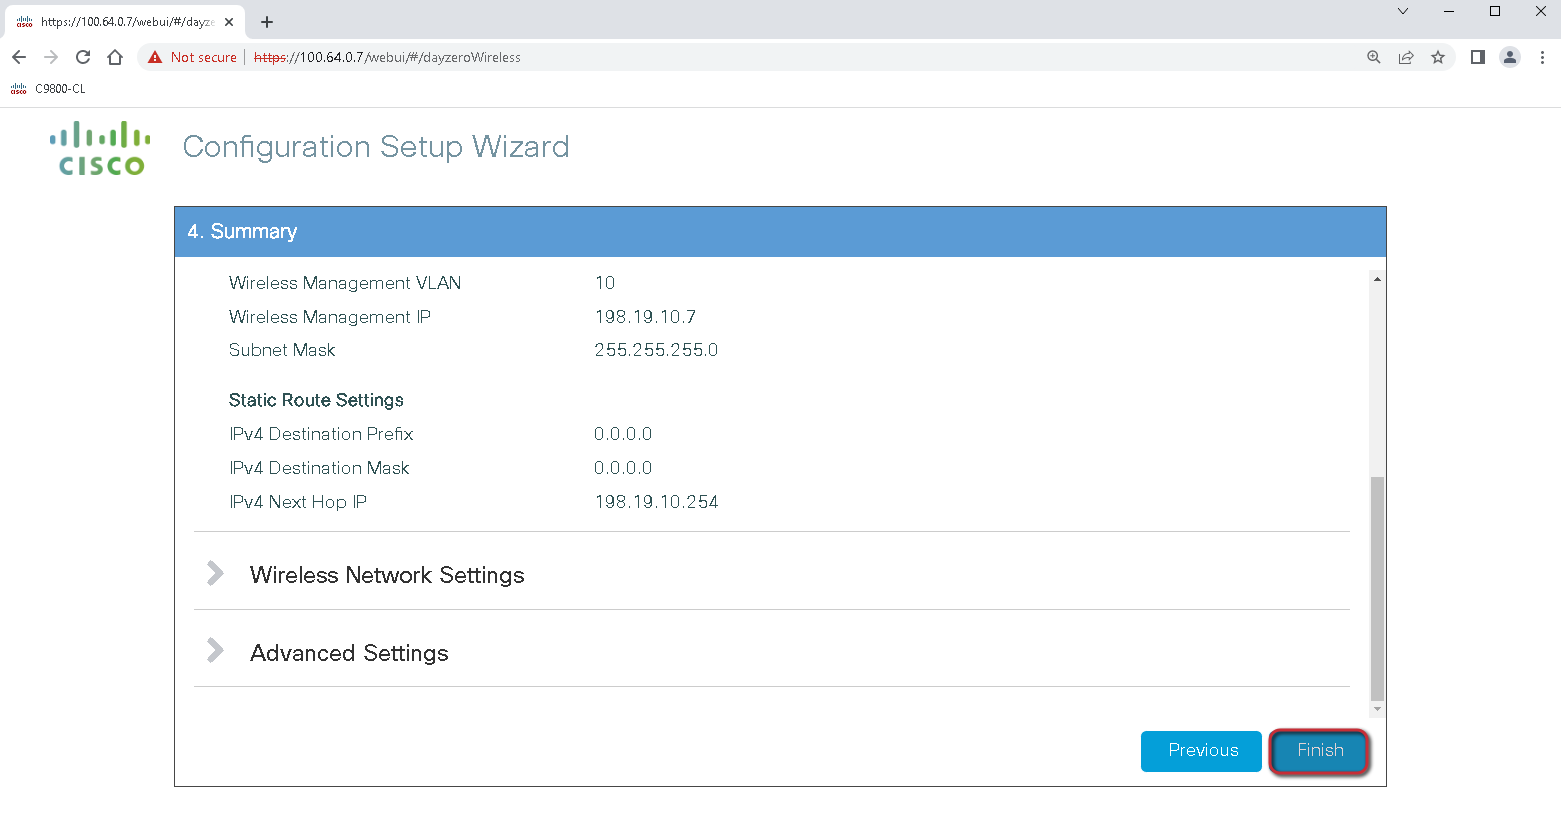 cisco https://100.64.0.7/webui/#/dayze
Not secure https://100.64.0.7/webui/#/dayzeroWireless
cisco C9800-CL
CISCO Configuration Setup Wizard
4. Summary
Wireless Management VLAN 10
Wireless Management IP 198.19.10.7
Subnet Mask 255.255.255.0
Static Route Settings
IPv4 Destination Prefix 0.0.0.0
IPv4 Destination Mask 0.0.0.0
IPv4 Next Hop IP 198.19.10.254
Wireless Network Settings
Advanced Settings
Previous Finish